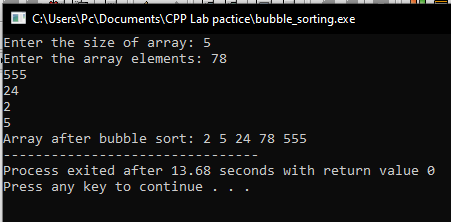 C:\Users\Pc\Documents\CPP Lab pactice\bubble_sorting.exe
Enter the size of array: 5
Enter the array elements: 78
555
24
2
5
Array after bubble sort: 2 5 24 78 555
--------------------------------
Process exited after 13.68 seconds with return value 0
Press any key to continue . . .